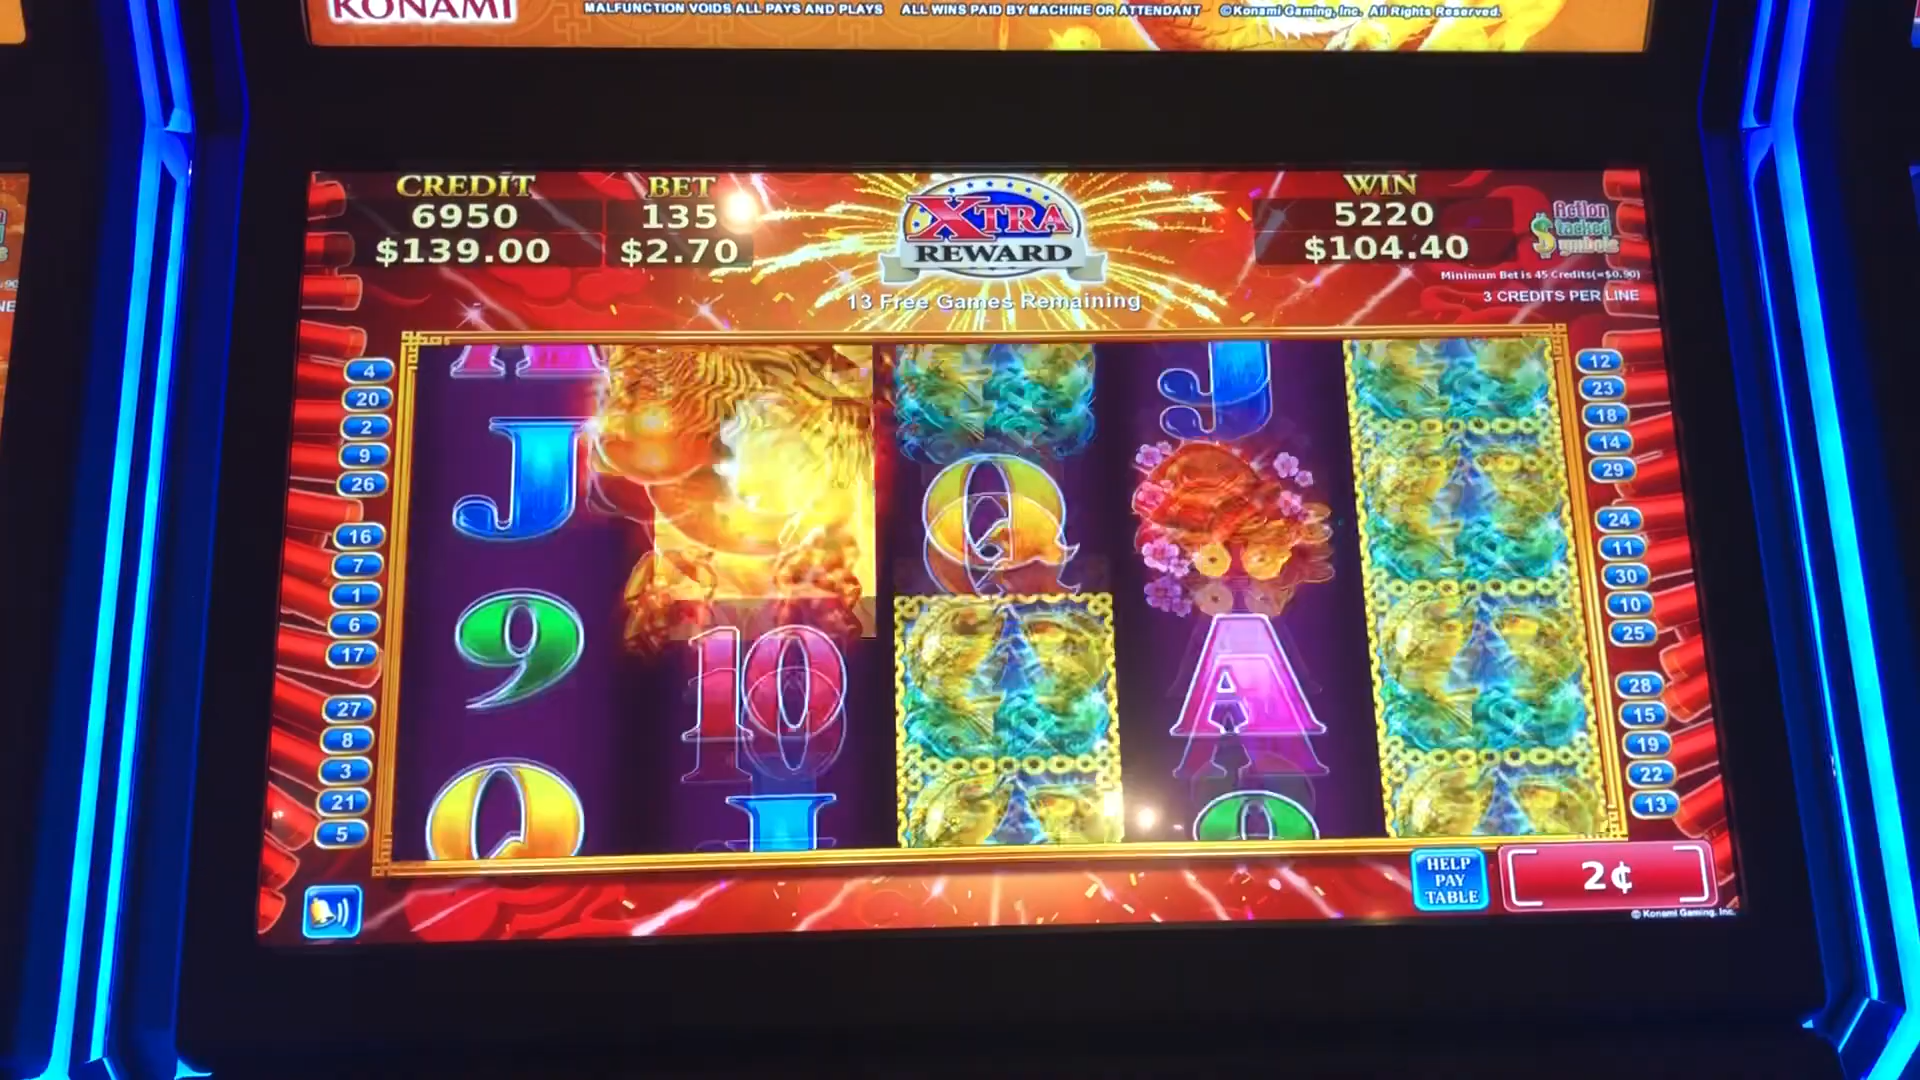 KONAMI
MALFUNCTION VOIDS ALL PAYS AND PLAYS ALL WINS PAID BY MACHINE OR ATTENDANT ©Konami Gaming, Inc. All Rights Reserved.
CREDIT
6950
$139.00
BET
135
$2.70
XTRA
REWARD
13 Free Games Remaining
WIN
5220
$104.40
Action
$tacked
Symbols
Minimum Bet is 45 Credits(=$0.90)
3 CREDITS PER LINE
4
20
2
9
26
16
7
1
6
17
27
8
3
21
5
A
J
9
Q
10
J
Q
J
A
9
12
23
18
14
29
24
11
30
10
25
28
15
19
22
13
HELP
PAY
TABLE
2¢
© Konami Gaming, Inc.